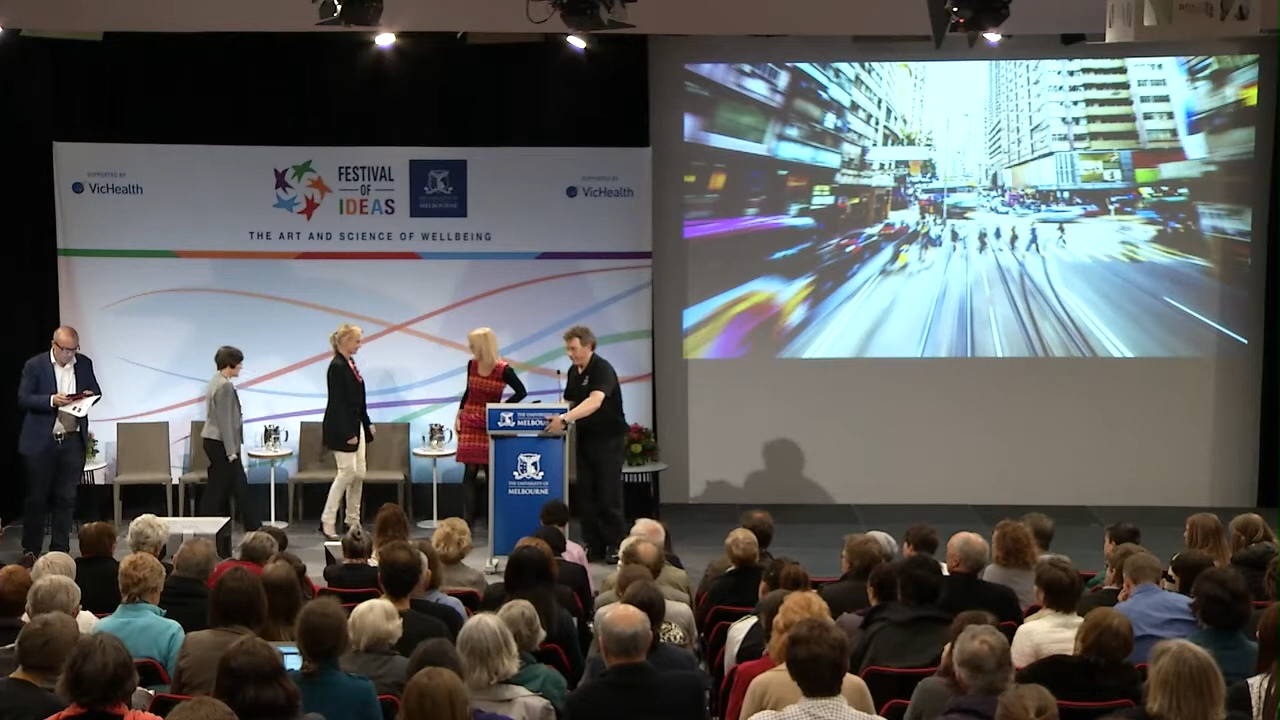 SUPPORTED BY
VicHealth
FESTIVAL
OF
IDEAS
MELBOURNE
SUPPORTED BY
VicHealth
THE ART AND SCIENCE OF WELLBEING
THE UNIVERSITY OF
MELBOU
THE UNIVERSITY OF
MELBOURNE